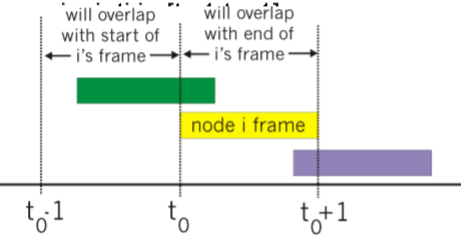 will overlap
with start of
i's frame
will overlap
with end of
i's frame
node i frame
t0-1
t0
t0+1